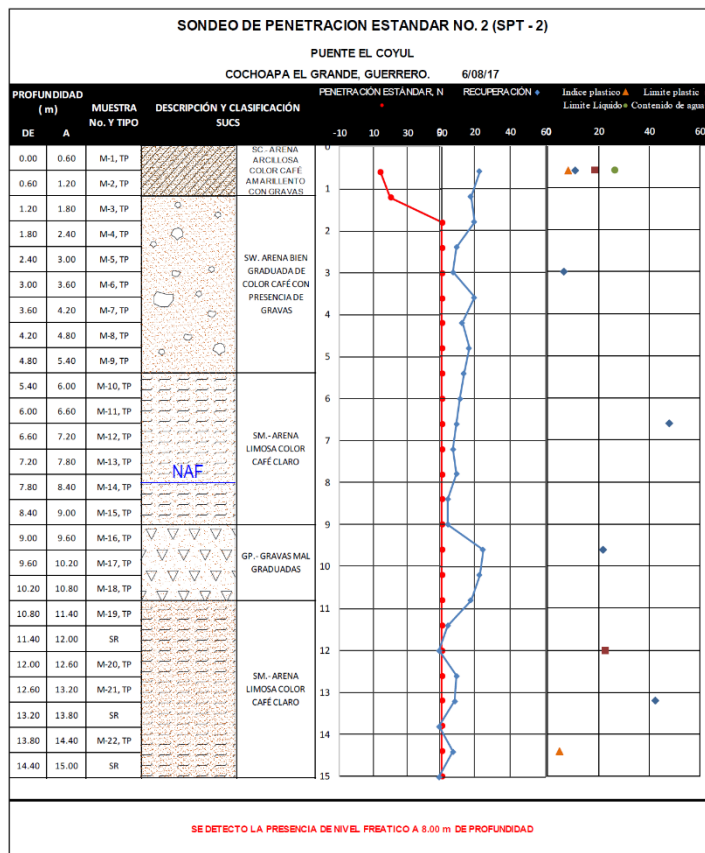 SONDEO DE PENETRACION ESTANDAR NO. 2 (SPT - 2)
PUENTE EL COYUL
COCHOAPA EL GRANDE, GUERRERO. 6/08/17
PROFUNDIDAD ( m ) MUESTRA No. Y TIPO DESCRIPCIÓN Y CLASIFICACIÓN SUCS PENETRACIÓN ESTÁNDAR, N RECUPERACIÓN Indice plastico Limite plastic
Limite Líquido Contenido de agua
DE A
-10 10 30 50 0 20 40 60 0 20 40 60
0.00 0.60 M-1, TP
0.60 1.20 M-2, TP
SC.- ARENA
ARCILLOSA
COLOR CAFÉ
AMARILLENTO
CON GRAVAS
1.20 1.80 M-3, TP
1.80 2.40 M-4, TP
2.40 3.00 M-5, TP
3.00 3.60 M-6, TP
3.60 4.20 M-7, TP
4.20 4.80 M-8, TP
4.80 5.40 M-9, TP
SW. ARENA BIEN
GRADUADA DE
COLOR CAFÉ CON
PRESENCIA DE
GRAVAS
5.40 6.00 M-10, TP
6.00 6.60 M-11, TP
6.60 7.20 M-12, TP
7.20 7.80 M-13, TP
7.80 8.40 M-14, TP
8.40 9.00 M-15, TP
NAF
SM.- ARENA
LIMOSA COLOR
CAFÉ CLARO
9.00 9.60 M-16, TP
9.60 10.20 M-17, TP
10.20 10.80 M-18, TP
GP.- GRAVAS MAL
GRADUADAS
10.80 11.40 M-19, TP
11.40 12.00 SR
12.00 12.60 M-20, TP
12.60 13.20 M-21, TP
13.20 13.80 SR
13.80 14.40 M-22, TP
14.40 15.00 SR
SM.- ARENA
LIMOSA COLOR
CAFÉ CLARO
0
1
2
3
4
5
6
7
8
9
10
11
12
13
14
15
SE DETECTO LA PRESENCIA DE NIVEL FREATICO A 8.00 m DE PROFUNDIDAD